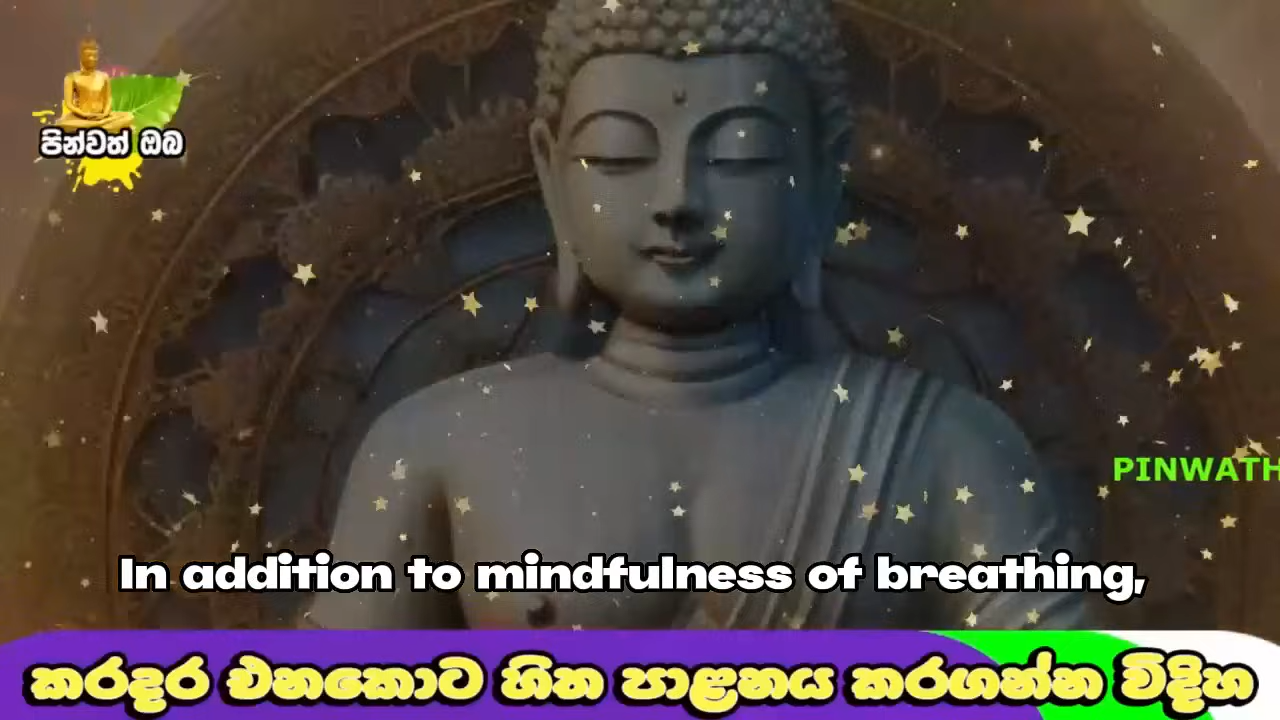 පින්වත් ඔබ
PINWATH
In addition to mindfulness of breathing,
කරදර එනකොට හිත පාළනය කරගන්න විදිහ